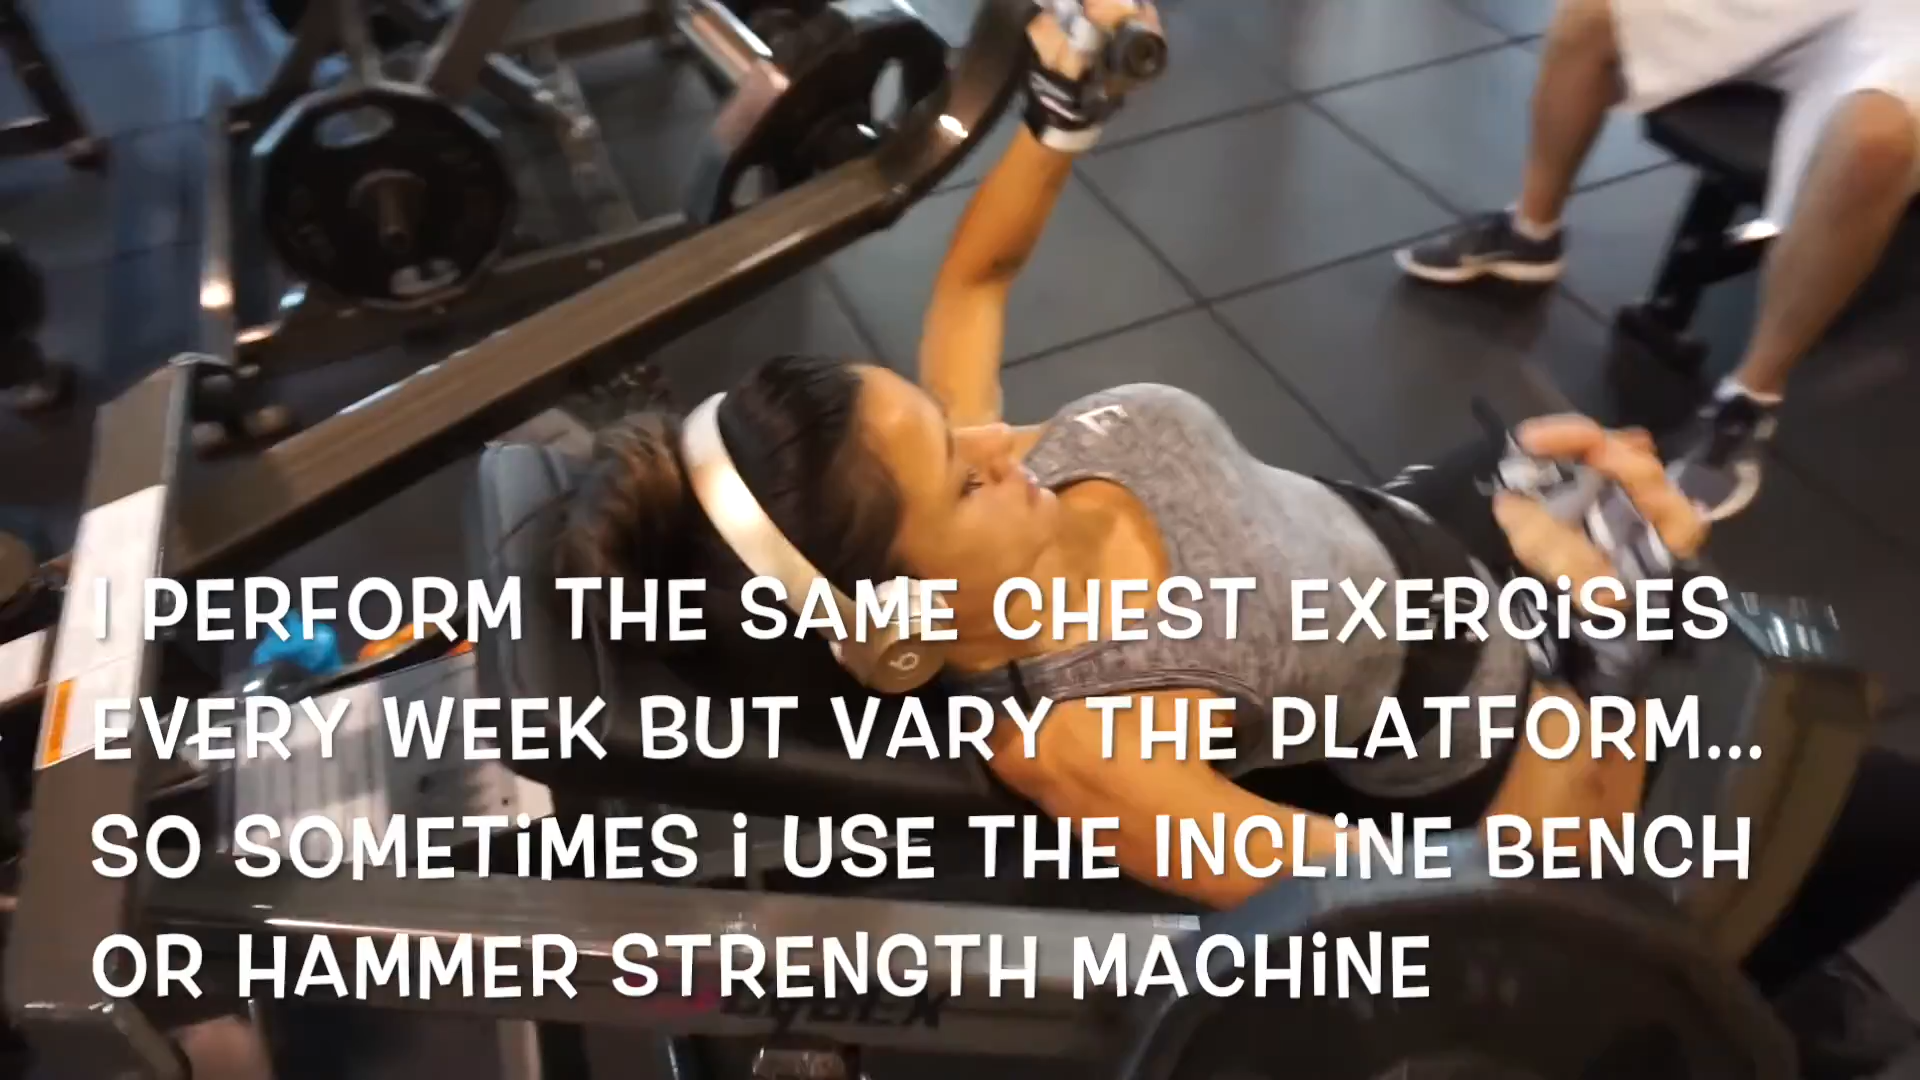 I PERFORM THE SAME CHEST EXERCiSES
EVERY WEEK BUT VARY THE PLATFORM...
SO SOMETiMES i USE THE INCLiNE BENCH
OR HAMMER STRENGTH MACHiNE
CYBEX
b